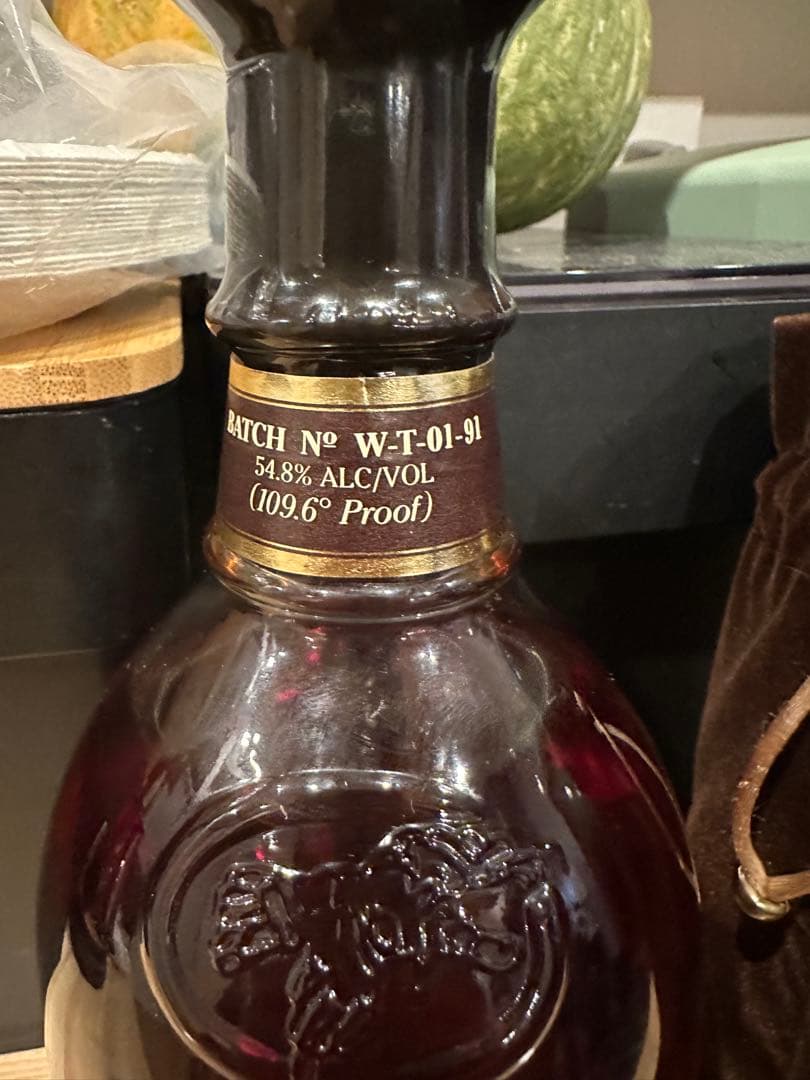 BATCH Nº W-T-01-91
54.8% ALC/VOL
(109.6° Proof)